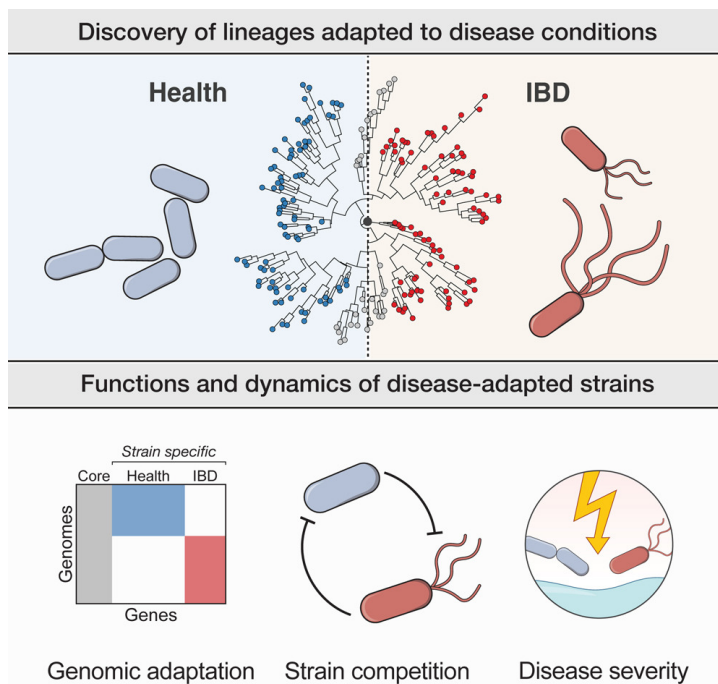 Discovery of lineages adapted to disease conditions
Health
IBD
Functions and dynamics of disease-adapted strains
Strain specific
Core
Health
IBD
Genomes
Genes
Genomic adaptation
Strain competition
Disease severity